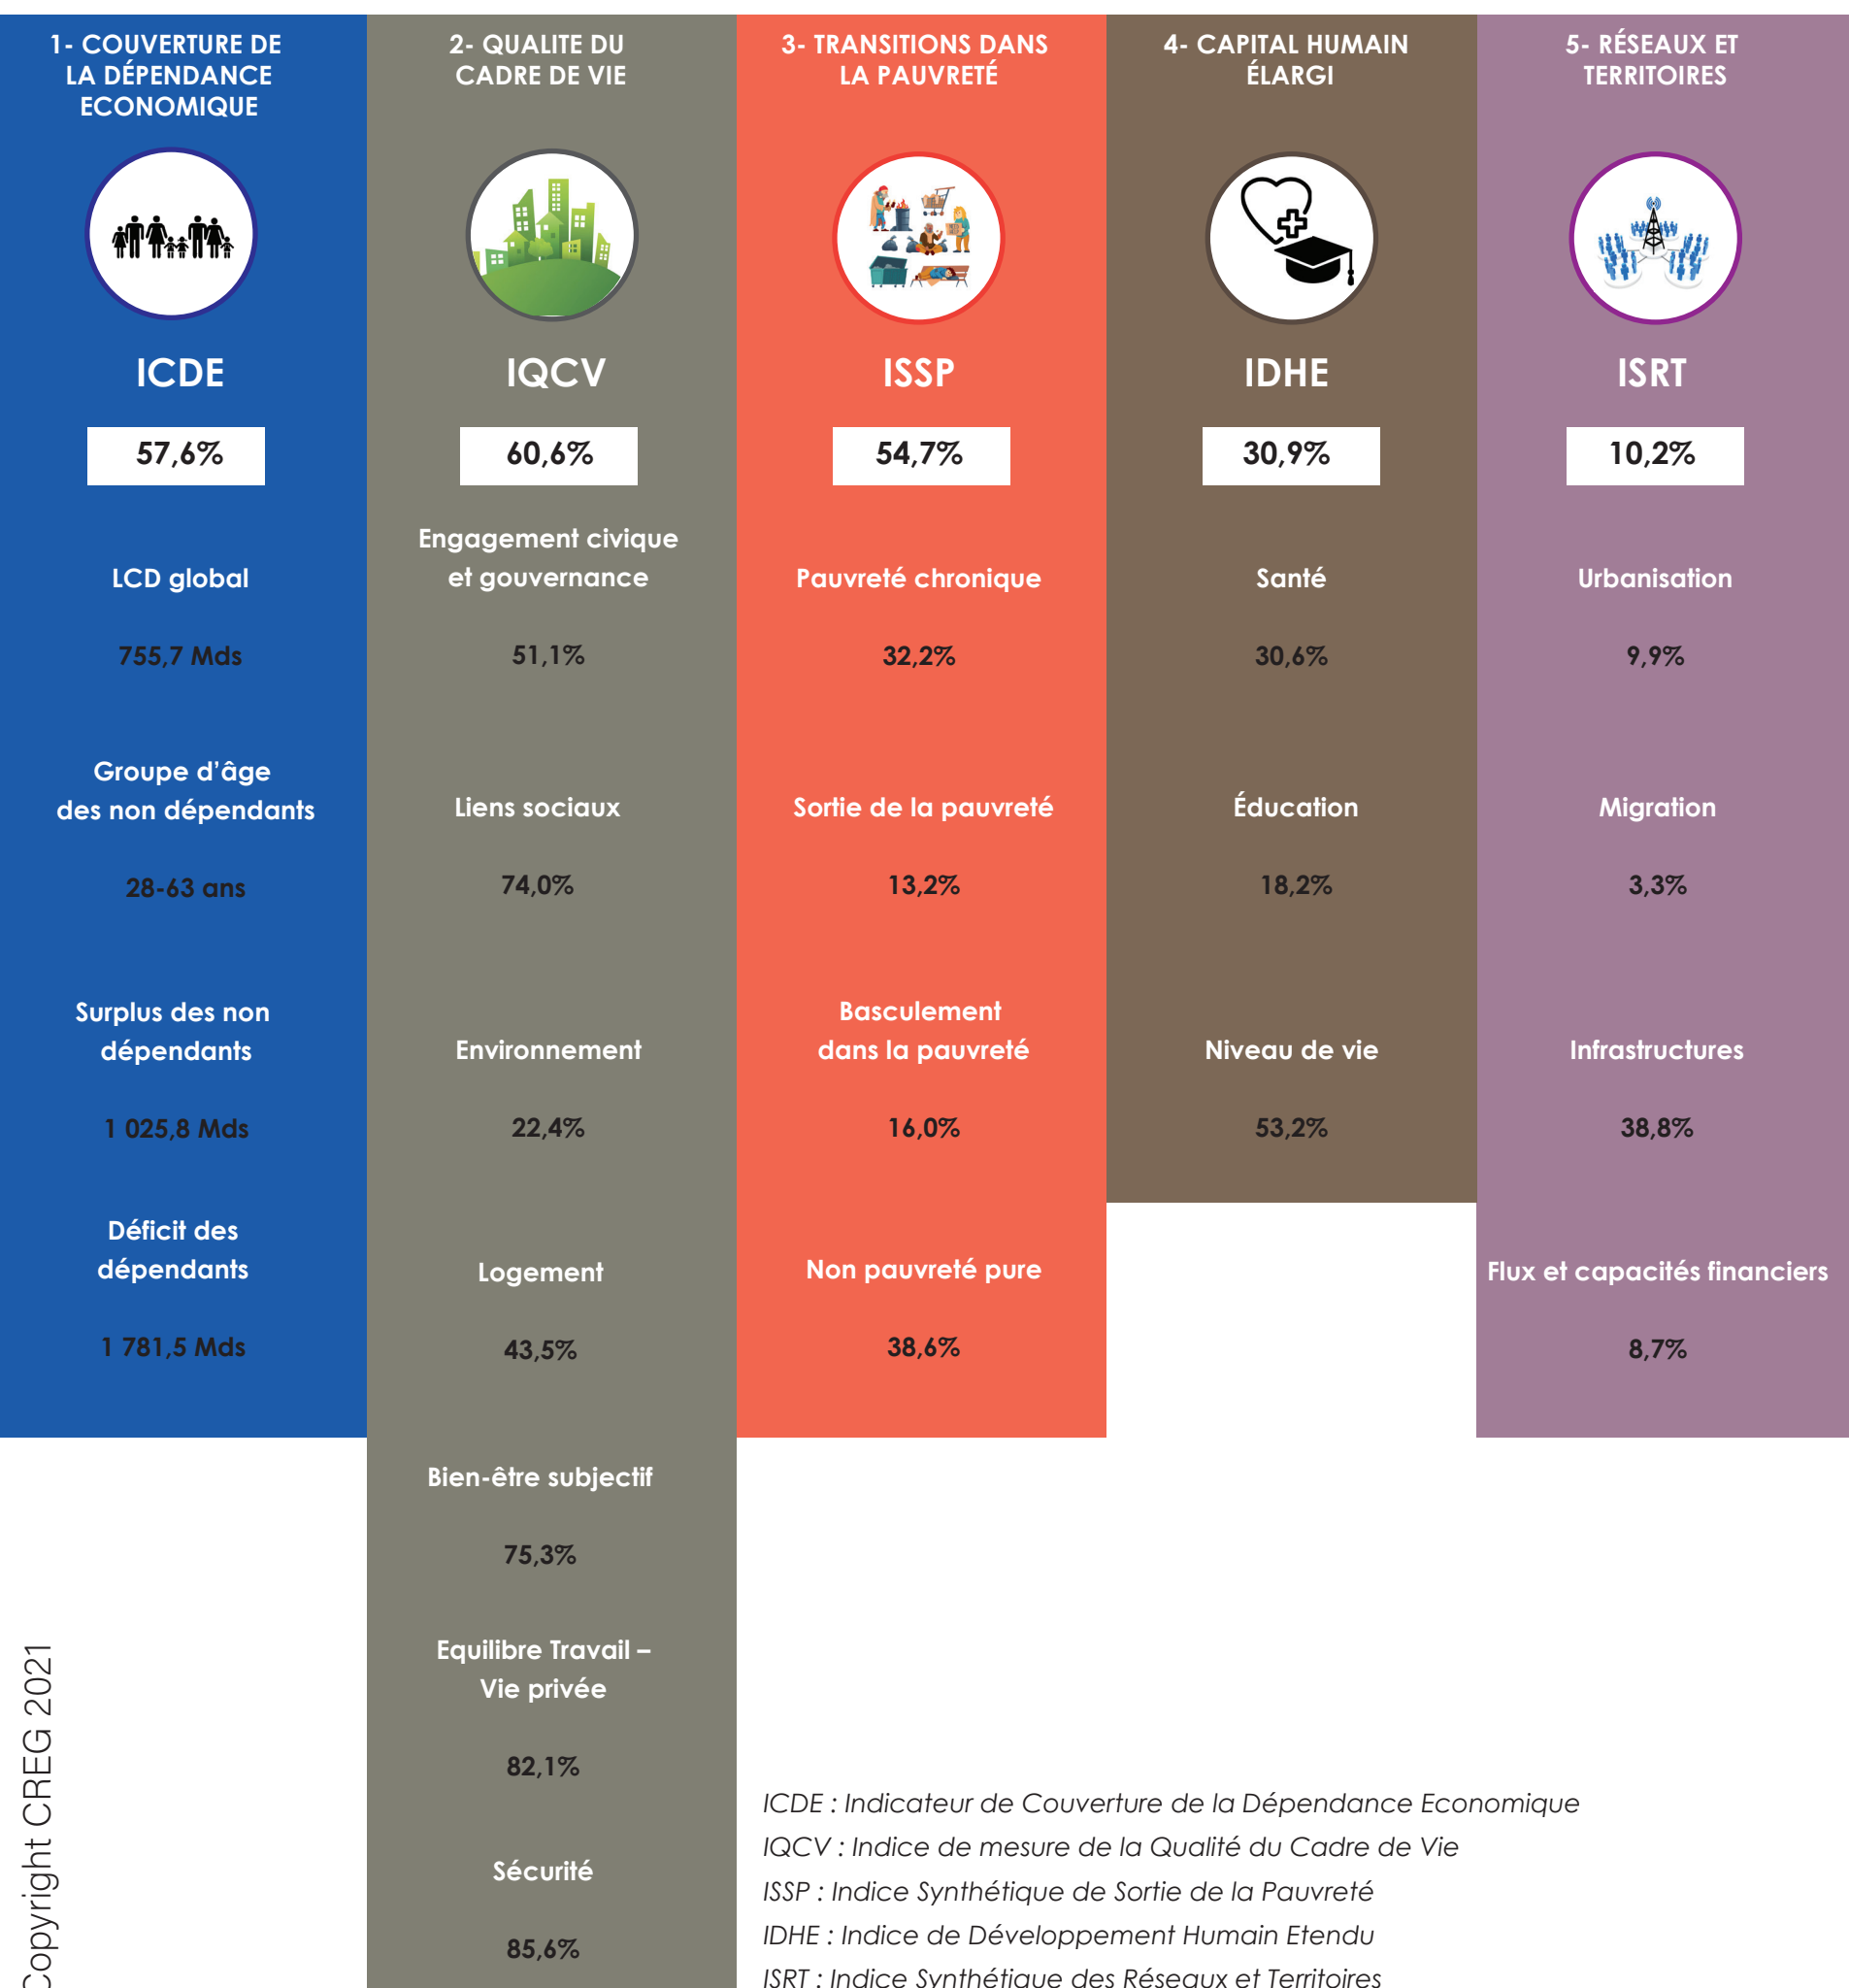 1- COUVERTURE DE
LA DÉPENDANCE
ECONOMIQUE
ICDE
57,6%
LCD global
755,7 Mds
Groupe d’âge
des non dépendants
28-63 ans
Surplus des non
dépendants
1 025,8 Mds
Déficit des
dépendants
1 781,5 Mds
2- QUALITE DU
CADRE DE VIE
IQCV
60,6%
Engagement civique
et gouvernance
51,1%
Liens sociaux
74,0%
Environnement
22,4%
Logement
43,5%
Bien-être subjectif
75,3%
Equilibre Travail –
Vie privée
82,1%
Sécurité
85,6%
3- TRANSITIONS DANS
LA PAUVRETÉ
ISSP
54,7%
Pauvreté chronique
32,2%
Sortie de la pauvreté
13,2%
Basculement
dans la pauvreté
16,0%
Non pauvreté pure
38,6%
4- CAPITAL HUMAIN
ÉLARGI
IDHE
30,9%
Santé
30,6%
Éducation
18,2%
Niveau de vie
53,2%
5- RÉSEAUX ET
TERRITOIRES
ISRT
10,2%
Urbanisation
9,9%
Migration
3,3%
Infrastructures
38,8%
Flux et capacités financiers
8,7%
ICDE : Indicateur de Couverture de la Dépendance Economique
IQCV : Indice de mesure de la Qualité du Cadre de Vie
ISSP : Indice Synthétique de Sortie de la Pauvreté
IDHE : Indice de Développement Humain Etendu
ISRT : Indice Synthétique des Réseaux et Territoires
Copyright CREG 2021